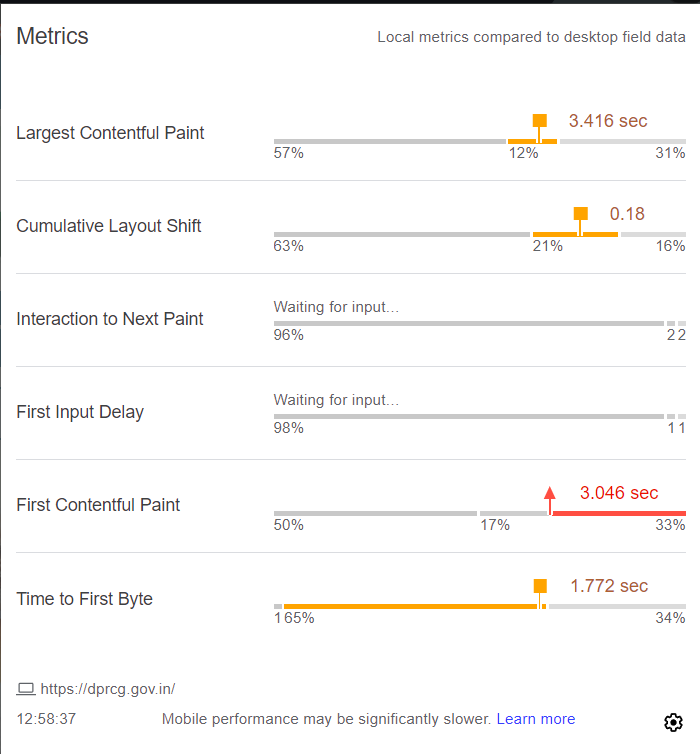 Metrics
Local metrics compared to desktop field data
Largest Contentful Paint
3.416 sec
57% 12% 31%
Cumulative Layout Shift
0.18
63% 21% 16%
Interaction to Next Paint
Waiting for input...
96% 2 2
First Input Delay
Waiting for input...
98% 1 1
First Contentful Paint
3.046 sec
50% 17% 33%
Time to First Byte
1.772 sec
1 65% 34%
https://dprcg.gov.in/
12:58:37 Mobile performance may be significantly slower. Learn more